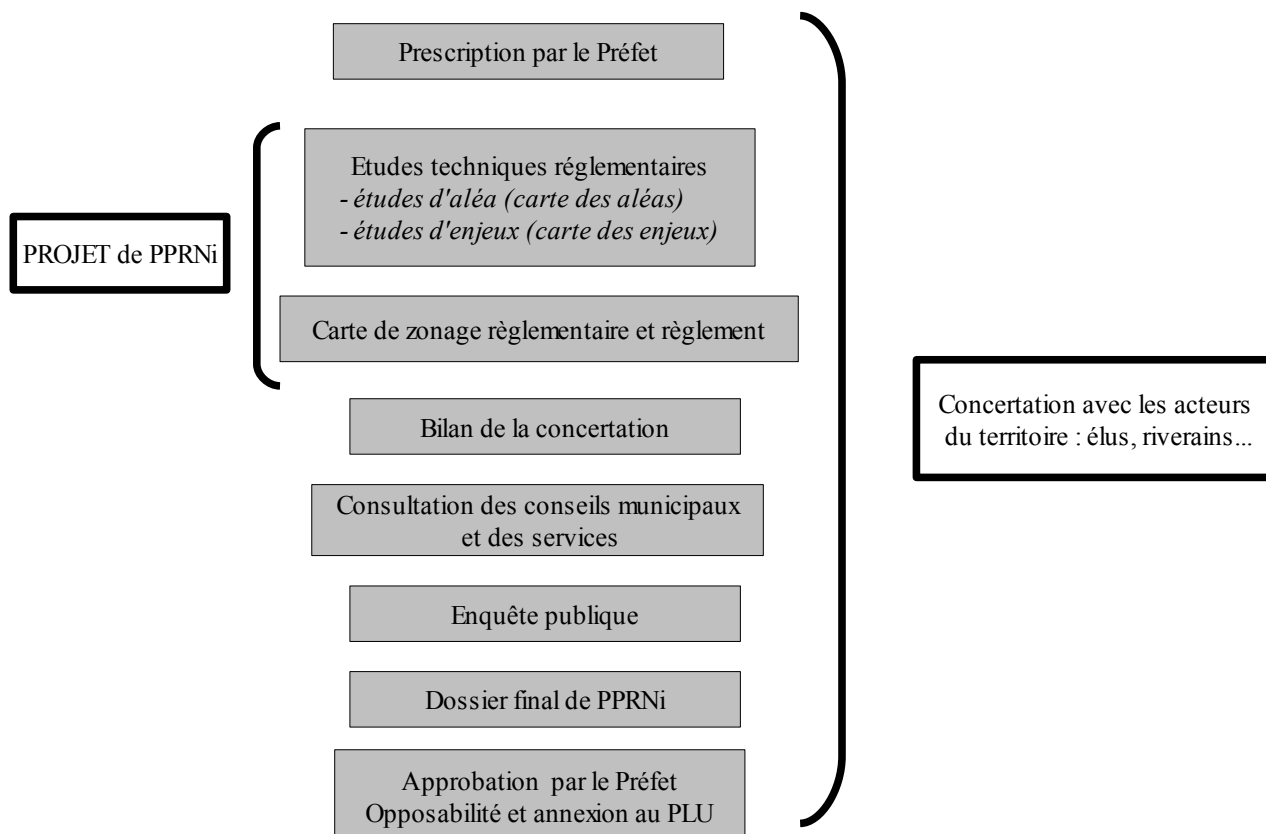 Prescription par le Préfet
Etudes techniques réglementaires
- études d'aléa (carte des aléas)
- études d'enjeux (carte des enjeux)
PROJET de PPRNi
Carte de zonage règlementaire et règlement
Concertation avec les acteurs
du territoire : élus, riverains...
Bilan de la concertation
Consultation des conseils municipaux
et des services
Enquête publique
Dossier final de PPRNi
Approbation par le Préfet
Opposabilité et annexion au PLU